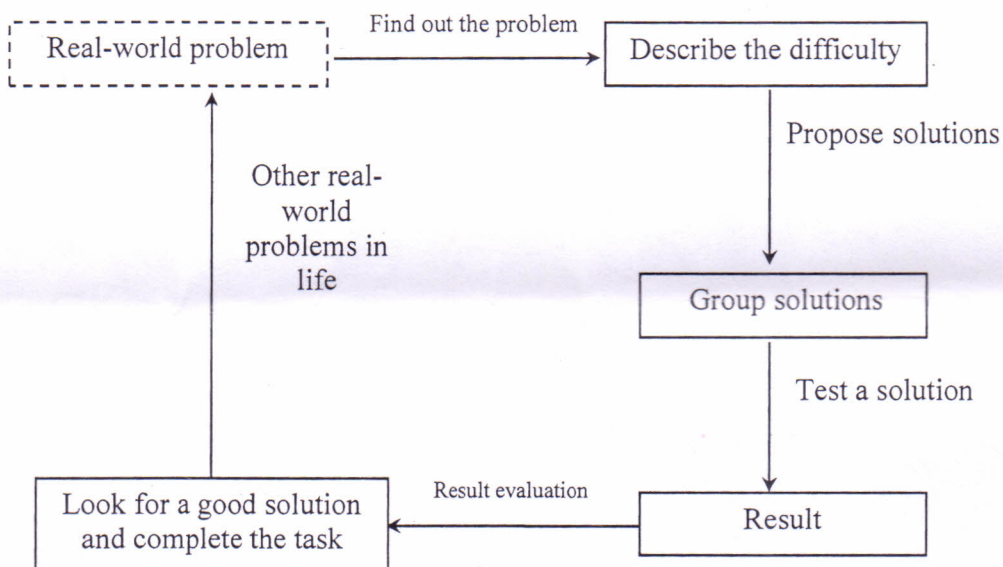 Real-world problem
Find out the problem
Describe the difficulty
Propose solutions
Other real-
world
problems in
life
Group solutions
Test a solution
Look for a good solution
and complete the task
Result evaluation
Result